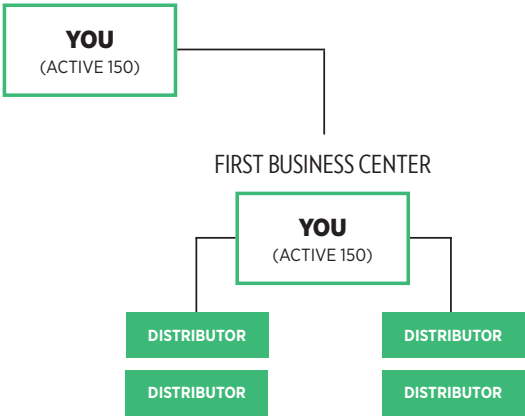 YOU
(ACTIVE 150)
FIRST BUSINESS CENTER
YOU
(ACTIVE 150)
DISTRIBUTOR
DISTRIBUTOR
DISTRIBUTOR
DISTRIBUTOR